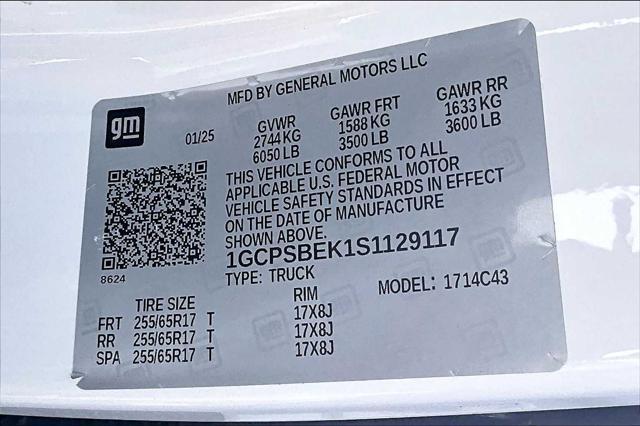 MFD BY GENERAL MOTORS LLC
gm
01/25
GVWR GAWR FRT GAWR RR
2744 KG 1588 KG 1633 KG
6050 LB 3500 LB 3600 LB
THIS VEHICLE CONFORMS TO ALL
APPLICABLE U.S. FEDERAL MOTOR
VEHICLE SAFETY STANDARDS IN EFFECT
ON THE DATE OF MANUFACTURE
SHOWN ABOVE.
1GCPSBEK1S1129117
8624
TYPE: TRUCK MODEL: 1714C43
TIRE SIZE RIM
FRT 255/65R17 T 17X8J
RR 255/65R17 T 17X8J
SPA 255/65R17 T 17X8J